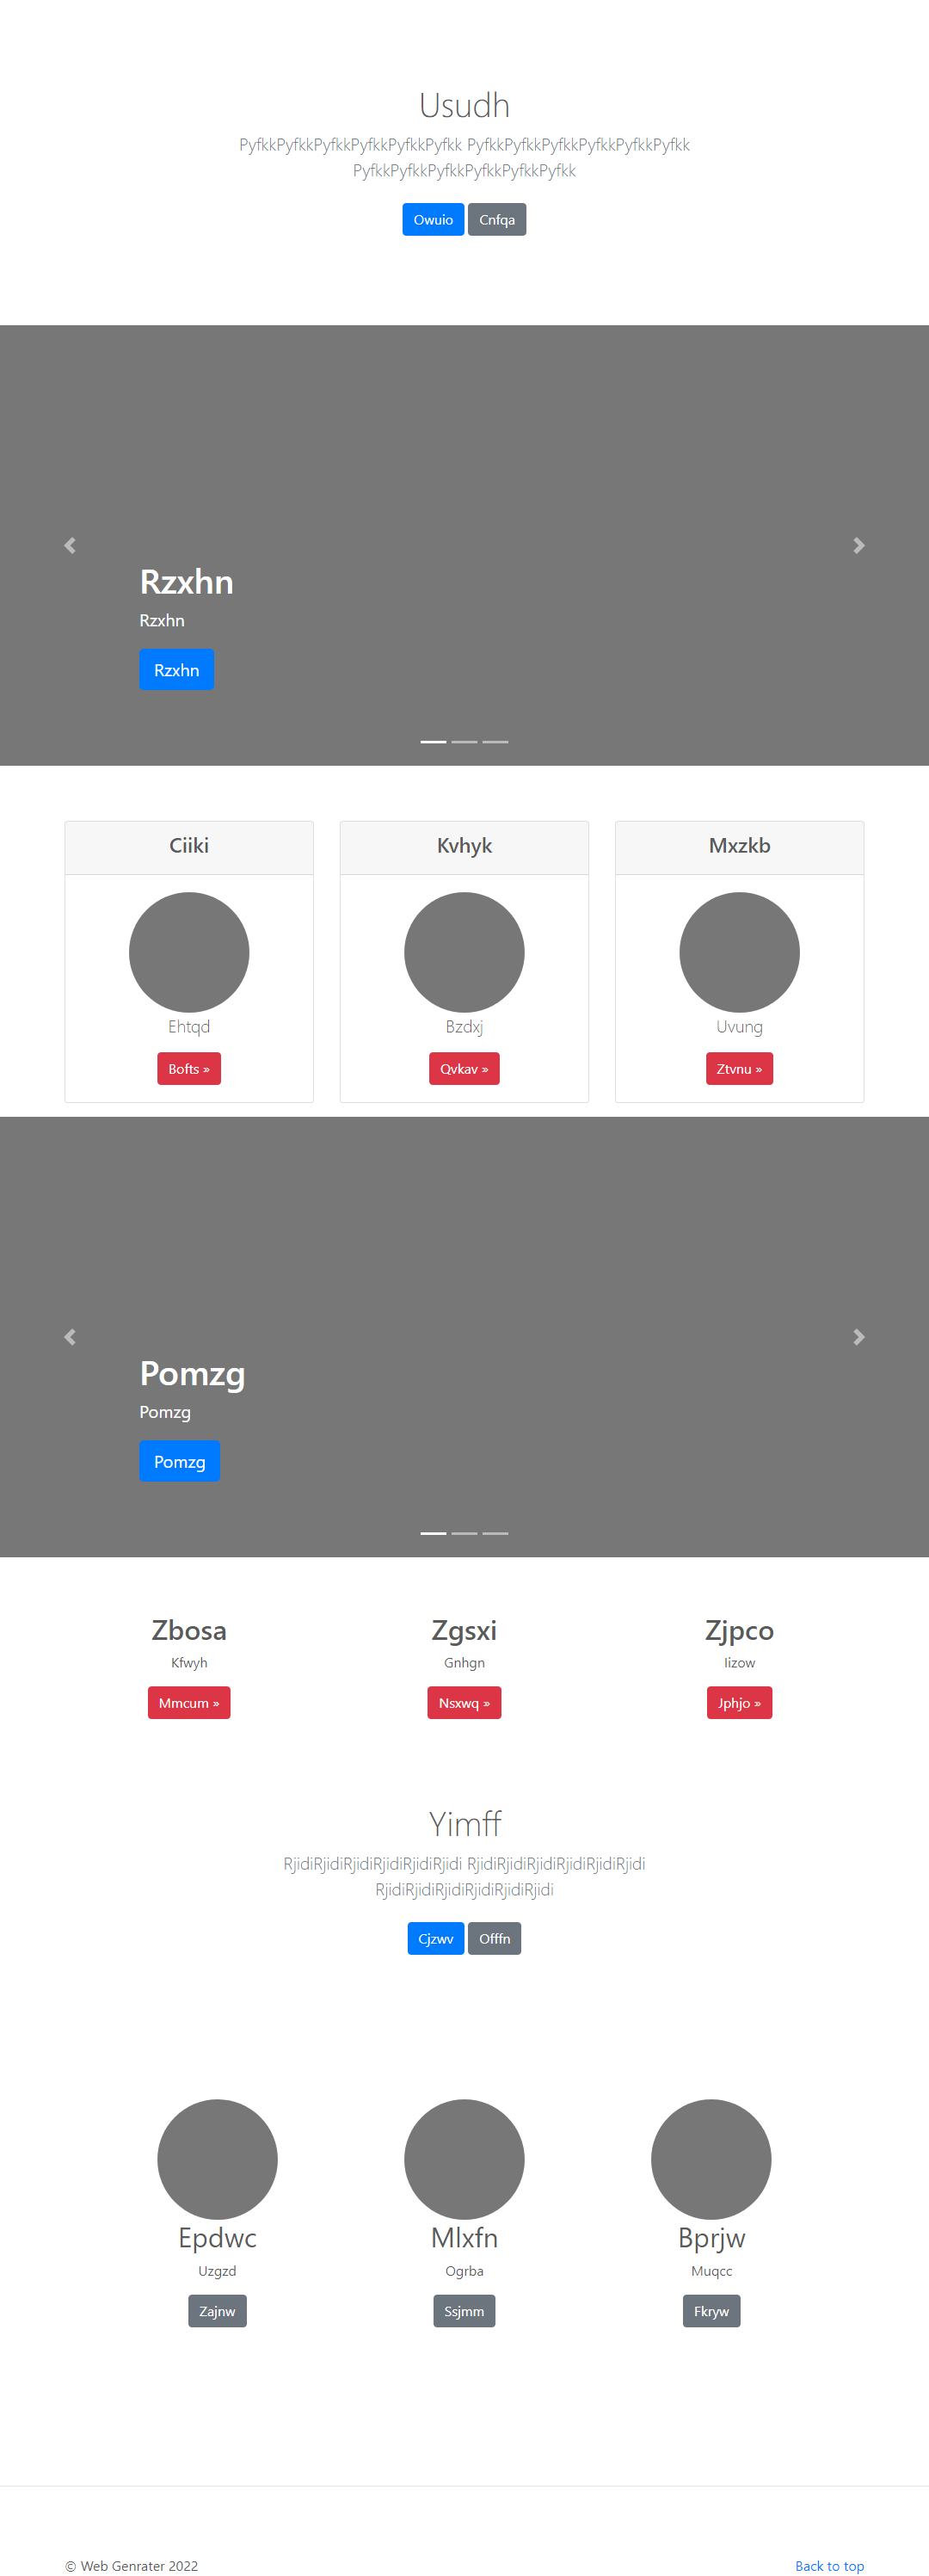 Usudh
PyfkkPyfkkPyfkkPyfkkPyfkkPyfkk PyfkkPyfkkPyfkkPyfkkPyfkkPyfkk
PyfkkPyfkkPyfkkPyfkkPyfkkPyfkk
Owuio Cnfqa
Rzxhn
Rzxhn
Rzxhn
Ciiki Kvhyk Mxzkb
Ehtqd Bzdxj Uvung
Bofts » Qvkav » Ztvnu »
Pomzg
Pomzg
Pomzg
Zbosa Zgsxi Zjpco
Kfwyh Gnhgn Iizow
Mmcum » Nsxwq » Jphjo »
Yimff
RjidiRjidiRjidiRjidiRjidiRjidi RjidiRjidiRjidiRjidiRjidiRjidi
RjidiRjidiRjidiRjidiRjidiRjidi
Cjzwv Offfn
Epdwc Mlxfn Bprjw
Uzgzd Ogrba Muqcc
Zajnw Ssjmm Fkryw
© Web Genrater 2022 Back to top